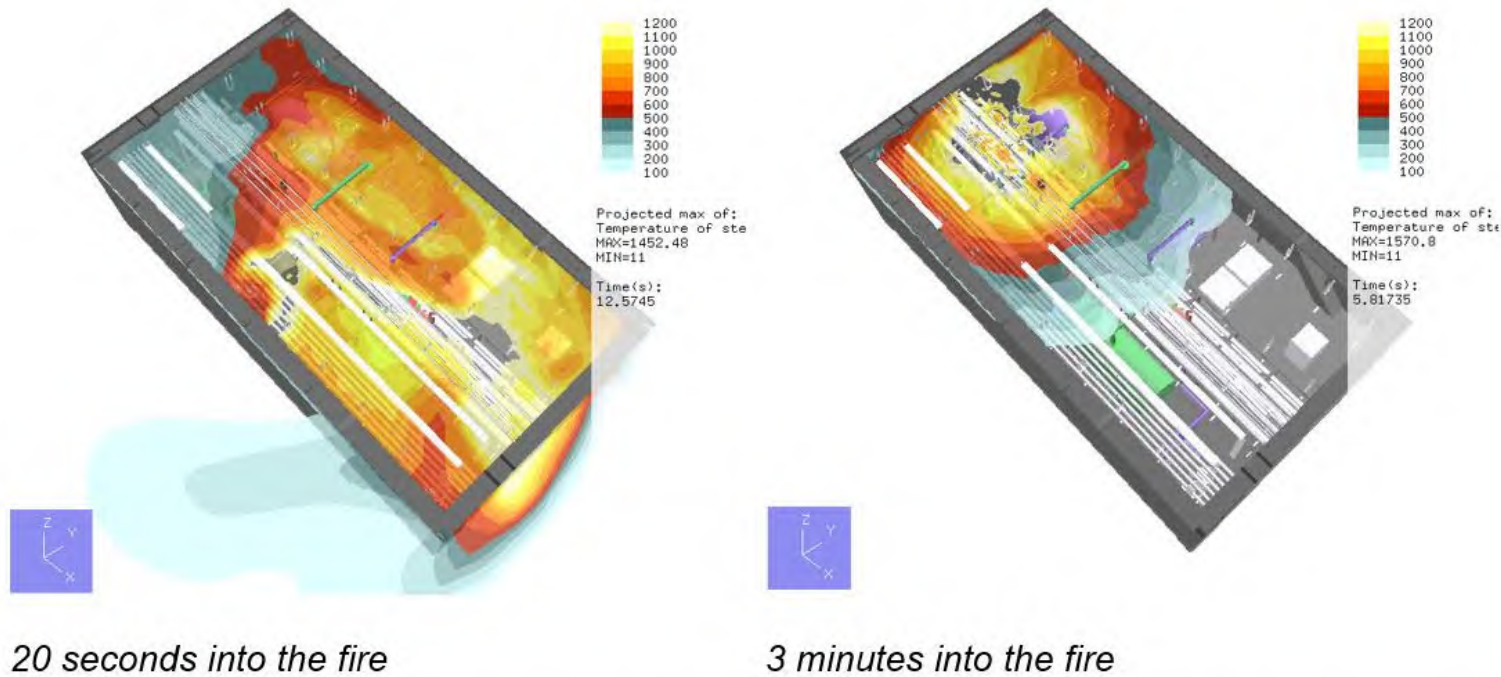 1200
1100
1000
900
800
700
600
500
400
300
200
100
Projected max of:
Temperature of ste
MAX=1452.48
MIN=11
Time(s):
12.5745
Z
Y
X
20 seconds into the fire
1200
1100
1000
900
800
700
600
500
400
300
200
100
Projected max of:
Temperature of ste
MAX=1570.8
MIN=11
Time(s):
5.81735
Z
Y
X
3 minutes into the fire